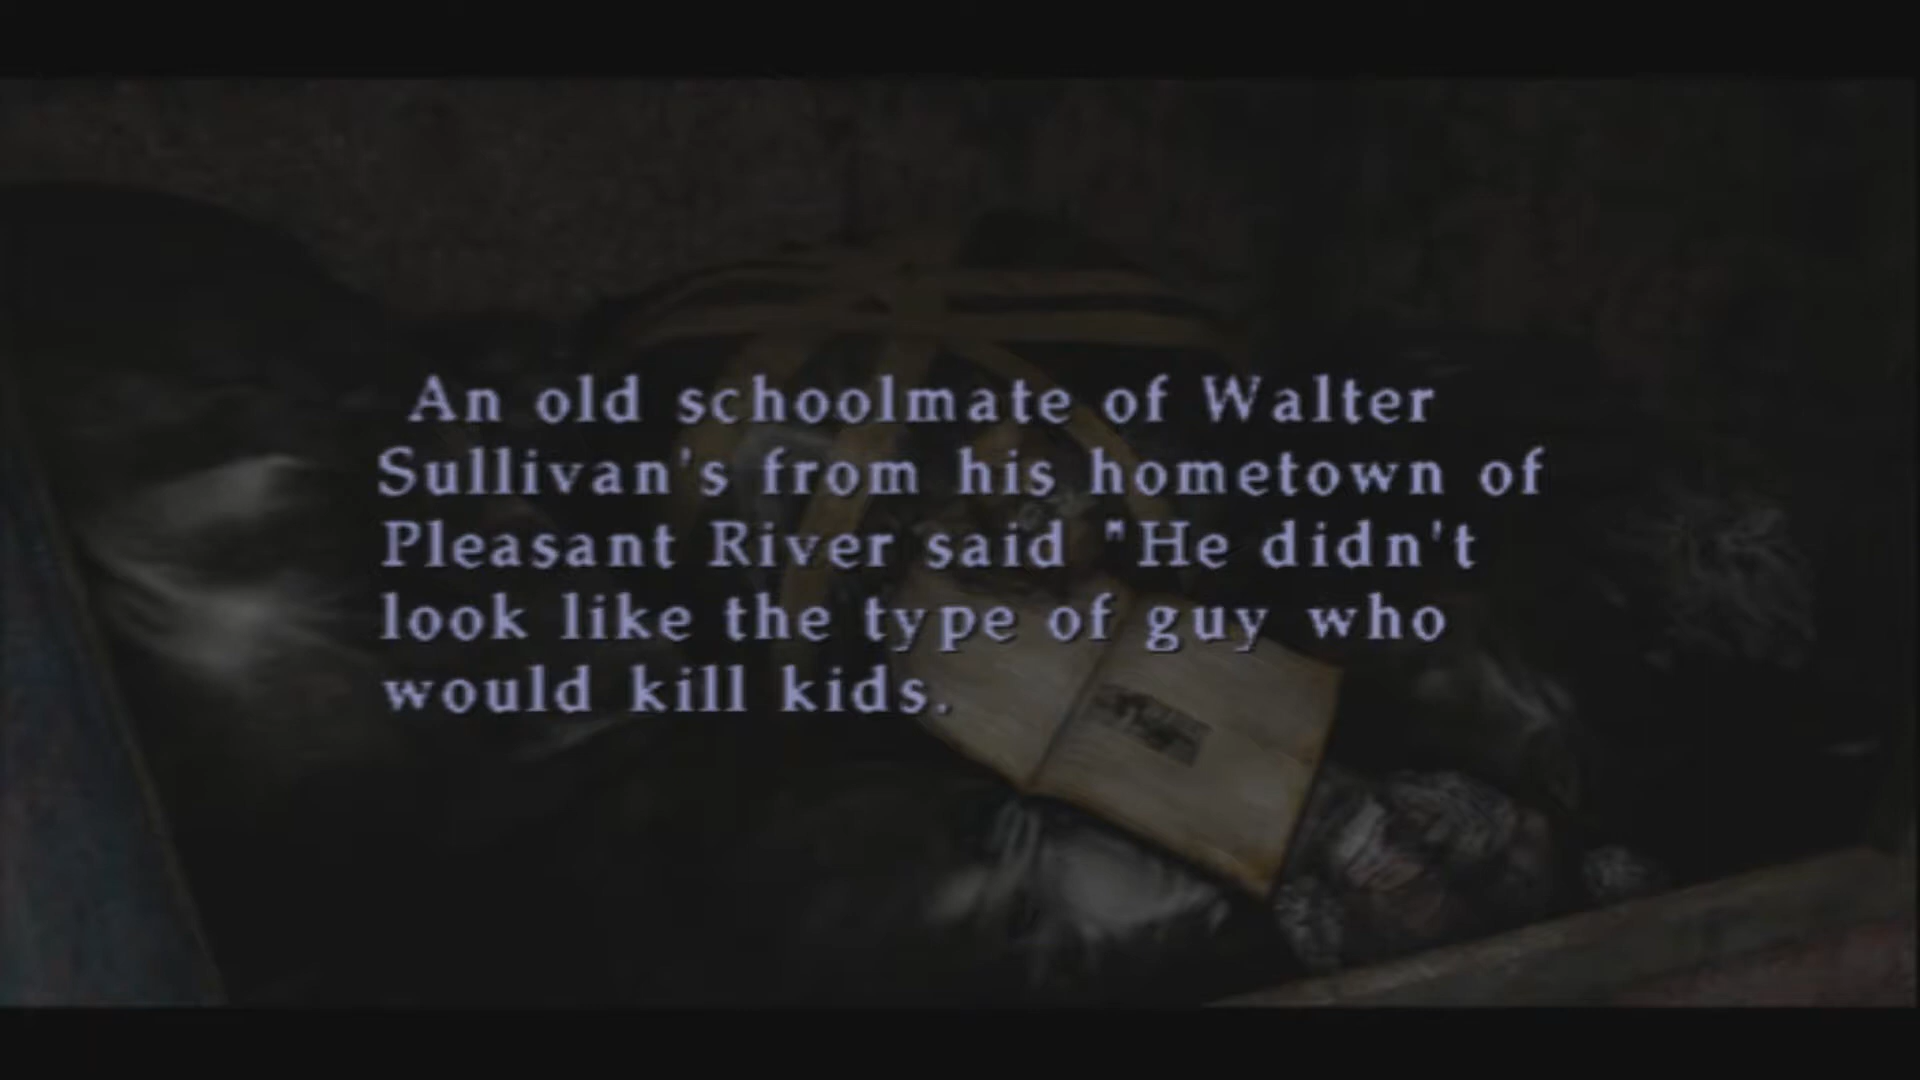 An old schoolmate of Walter
Sullivan's from his hometown of
Pleasant River said "He didn't
look like the type of guy who
would kill kids.